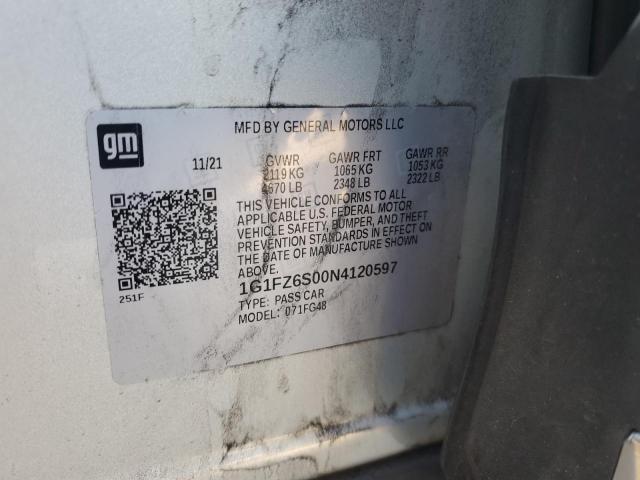 gm
MFD BY GENERAL MOTORS LLC
11/21 GVWR GAWR FRT GAWR RR
2119 KG 1065 KG 1053 KG
4670 LB 2348 LB 2322 LB
THIS VEHICLE CONFORMS TO ALL
APPLICABLE U.S. FEDERAL MOTOR
VEHICLE SAFETY, BUMPER, AND THEFT
PREVENTION STANDARDS IN EFFECT ON
THE DATE OF MANUFACTURE SHOWN
ABOVE.
1G1FZ6S00N4120597
TYPE: PASS CAR
MODEL: 071FG48
251F